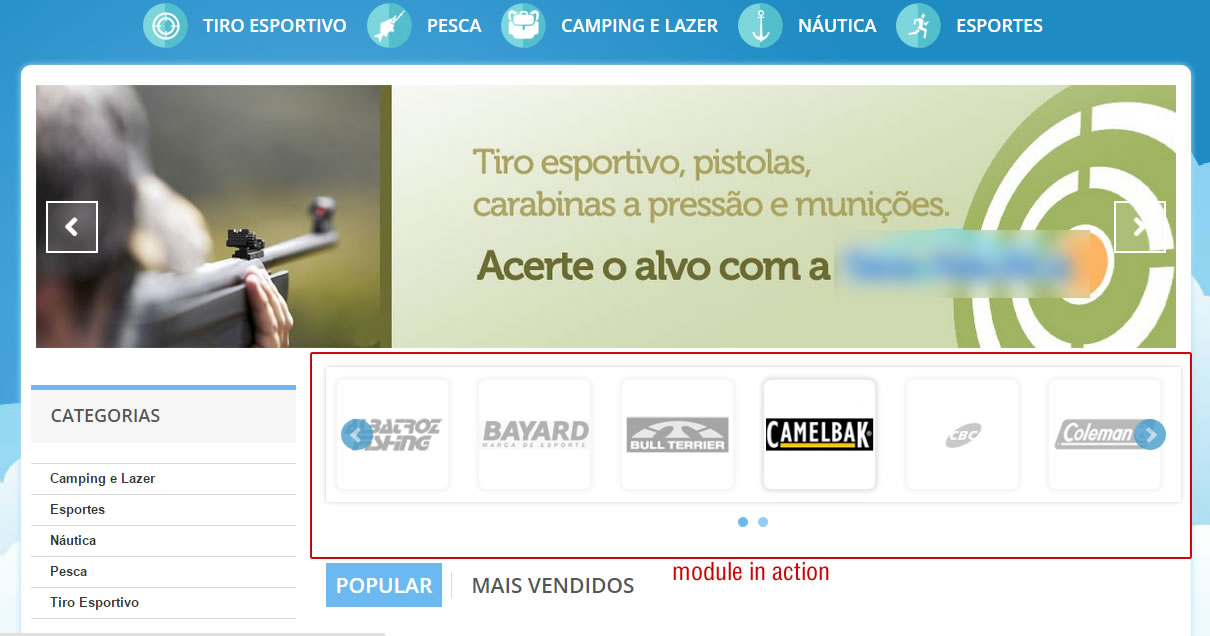 TIRO ESPORTIVO PESCA CAMPING E LAZER NÁUTICA ESPORTES
Tiro esportivo, pistolas,
carabinas a pressão e munições.
Acerte o alvo com a
CATEGORIAS
Camping e Lazer
Esportes
Náutica
Pesca
Tiro Esportivo
ALBATROZ
FISHING
BAYARD
MARCA DE ESPORTE
BULL TERRIER
CAMELBAK
CBC
Coleman
POPULAR MAIS VENDIDOS
module in action